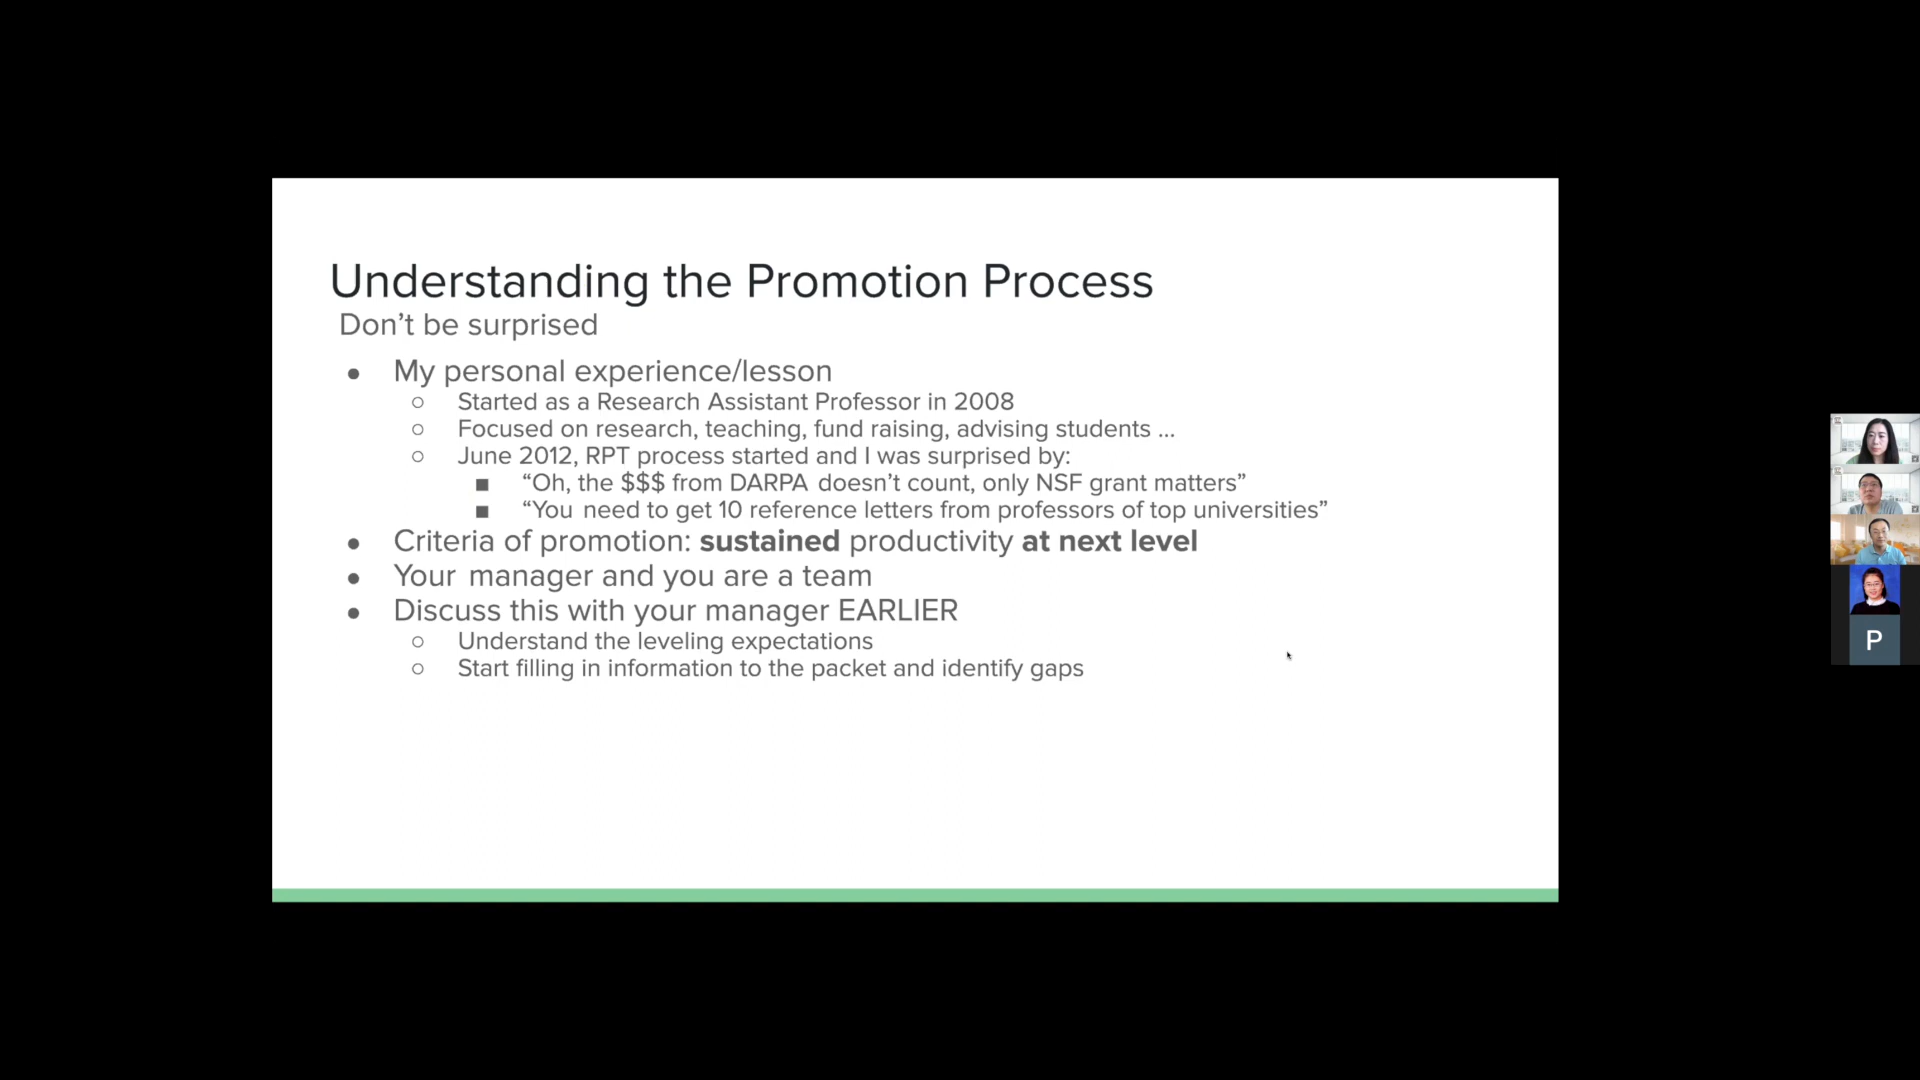 Understanding the Promotion Process
Don't be surprised
● My personal experience/lesson
○ Started as a Research Assistant Professor in 2008
○ Focused on research, teaching, fund raising, advising students ...
○ June 2012, RPT process started and I was surprised by:
■ “Oh, the $$$ from DARPA doesn't count, only NSF grant matters”
■ “You need to get 10 reference letters from professors of top universities”
● Criteria of promotion: sustained productivity at next level
● Your manager and you are a team
● Discuss this with your manager EARLIER
○ Understand the leveling expectations
○ Start filling in information to the packet and identify gaps
P